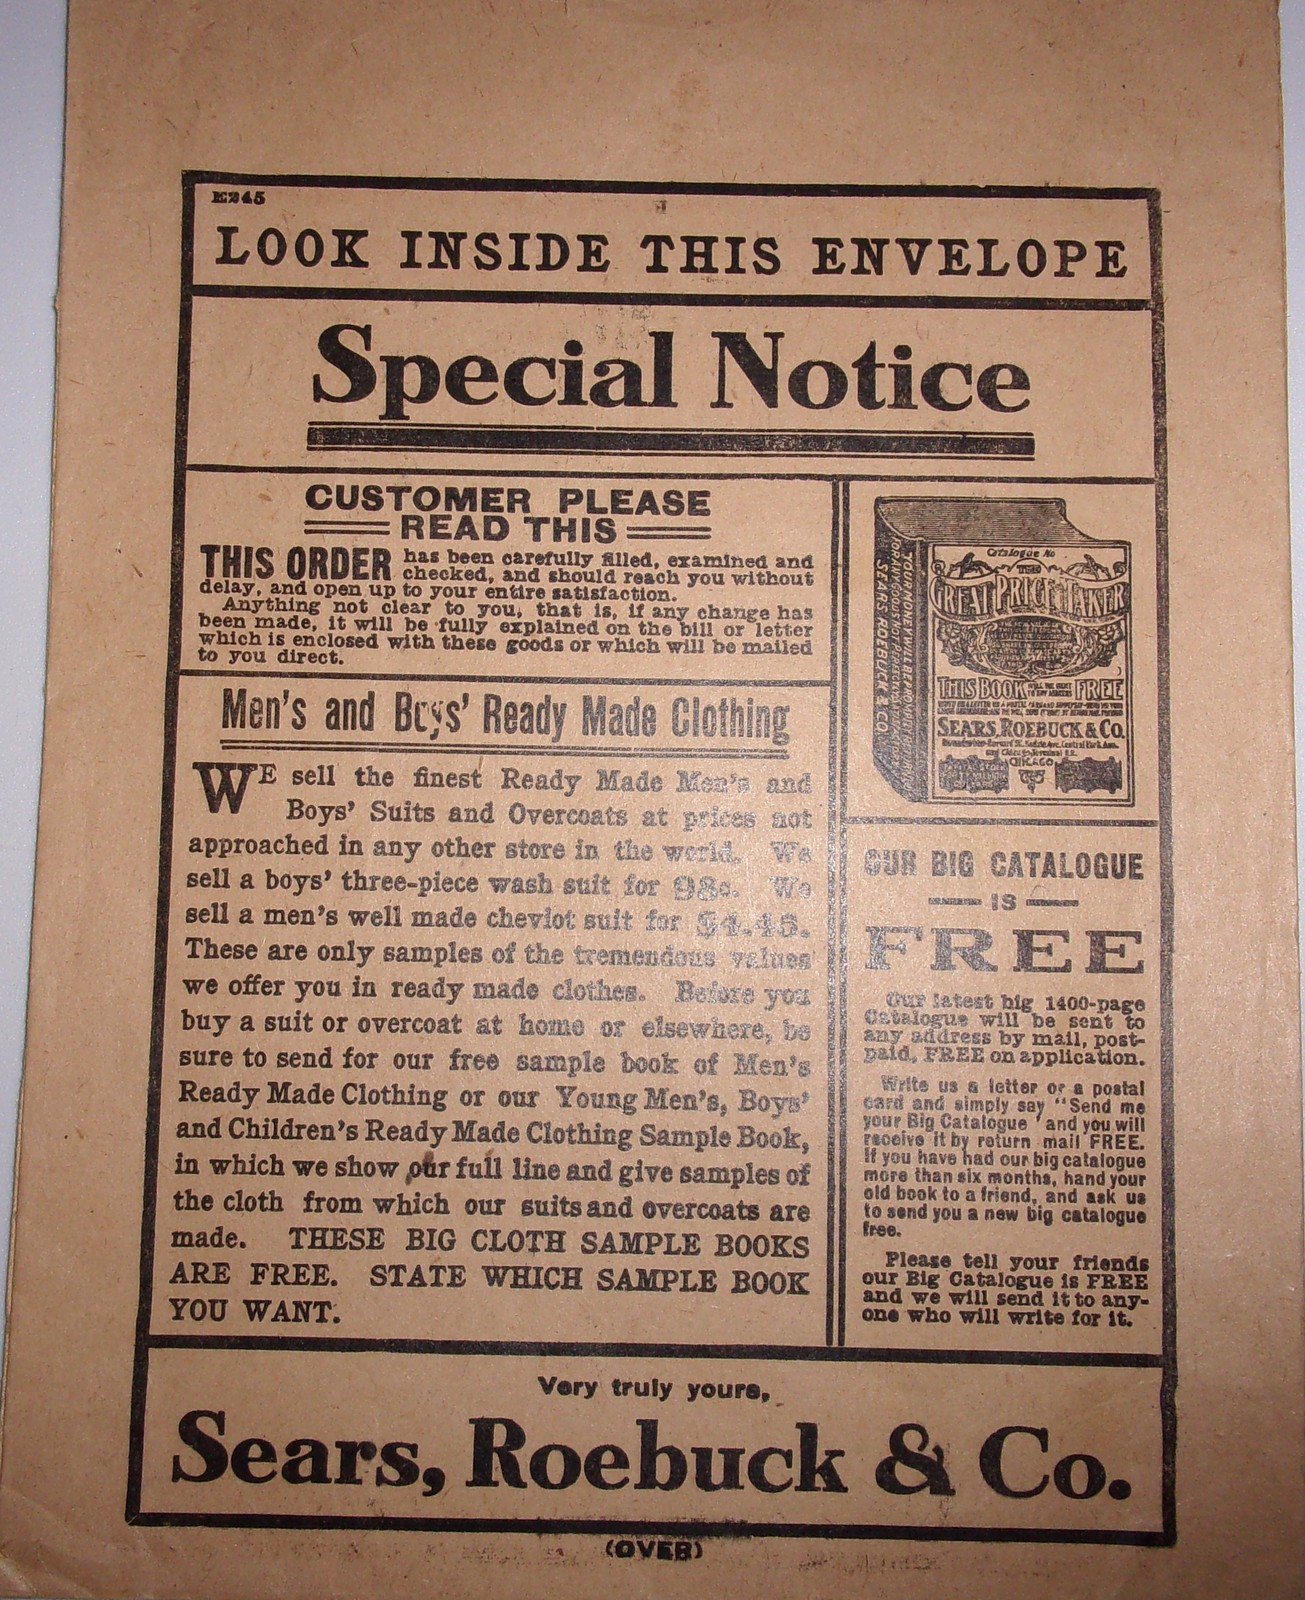 E245
LOOK INSIDE THIS ENVELOPE
Special Notice
CUSTOMER PLEASE
READ THIS
THIS ORDER has been carefully filled, examined and
checked, and should reach you without
delay, and open up to your entire satisfaction.
Anything not clear to you, that is, if any change has
been made, it will be fully explained on the bill or letter
which is enclosed with these goods or which will be mailed
to you direct.
Men's and Boys' Ready Made Clothing
WE sell the finest Ready Made Men's and
Boys' Suits and Overcoats at prices not
approached in any other store in the world. We
sell a boys' three-piece wash suit for 98c. We
sell a men's well made cheviot suit for $4.45.
These are only samples of the tremendous values
we offer you in ready made clothes. Before you
buy a suit or overcoat at home or elsewhere, be
sure to send for our free sample book of Men's
Ready Made Clothing or our Young Men's, Boys'
and Children's Ready Made Clothing Sample Book,
in which we show our full line and give samples of
the cloth from which our suits and overcoats are
made. THESE BIG CLOTH SAMPLE BOOKS
ARE FREE. STATE WHICH SAMPLE BOOK
YOU WANT.
Catalogue No
THE
GREAT PRICE MAKER
THIS BOOK FREE
SEARS, ROEBUCK & CO.
CHICAGO
SEARS ROEBUCK & CO.
OUR BIG CATALOGUE
IS
FREE
Our latest big 1400-page
Catalogue will be sent to
any address by mail, post-
paid, FREE on application.
Write us a letter or a postal
card and simply say "Send me
your Big Catalogue" and you will
receive it by return mail FREE.
If you have had our big catalogue
more than six months, hand your
old book to a friend, and ask us
to send you a new big catalogue
free.
Please tell your friends
our Big Catalogue is FREE
and we will send it to any-
one who will write for it.
Very truly yours,
Sears, Roebuck & Co.
(OVER)